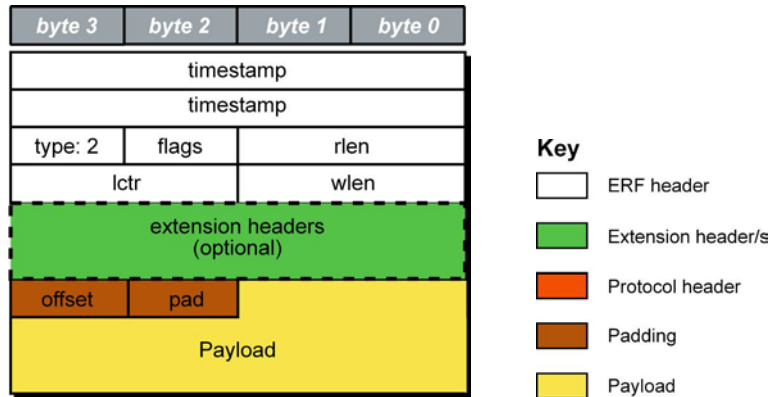 byte 3 byte 2 byte 1 byte 0
timestamp
timestamp
type: 2 flags rlen
lctr wlen
extension headers
(optional)
offset pad
Payload
Key
ERF header
Extension header/s
Protocol header
Padding
Payload